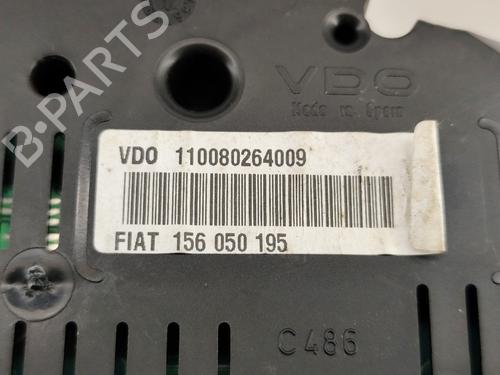 B-PARTS
VDO
Made in Spain
VDO 110080264009
FIAT 156 050 195
C486